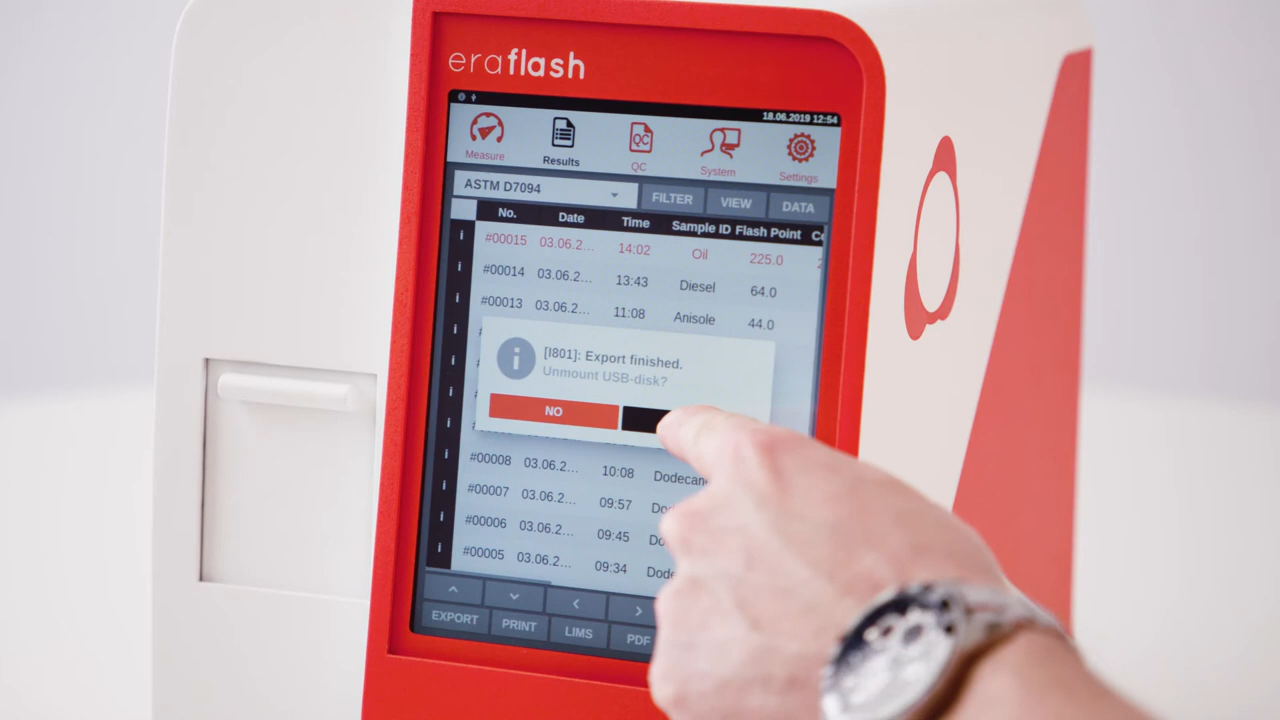 eraflash
18.06.2019 12:54
Measure Results QC System Settings
ASTM D7094 FILTER VIEW DATA
No. Date Time Sample ID Flash Point
i #00015 03.06.2... 14:02 Oil 225.0
i #00014 03.06.2... 13:43 Diesel 64.0
i #00013 03.06.2... 11:08 Anisole 44.0
[I801]: Export finished.
Unmount USB-disk?
NO
i #00008 03.06.2... 10:08 Dodecan
i #00007 03.06.2... 09:57 Do
i #00006 03.06.2... 09:45 Do
i #00005 03.06.2... 09:34 Dode
EXPORT PRINT LIMS PDF